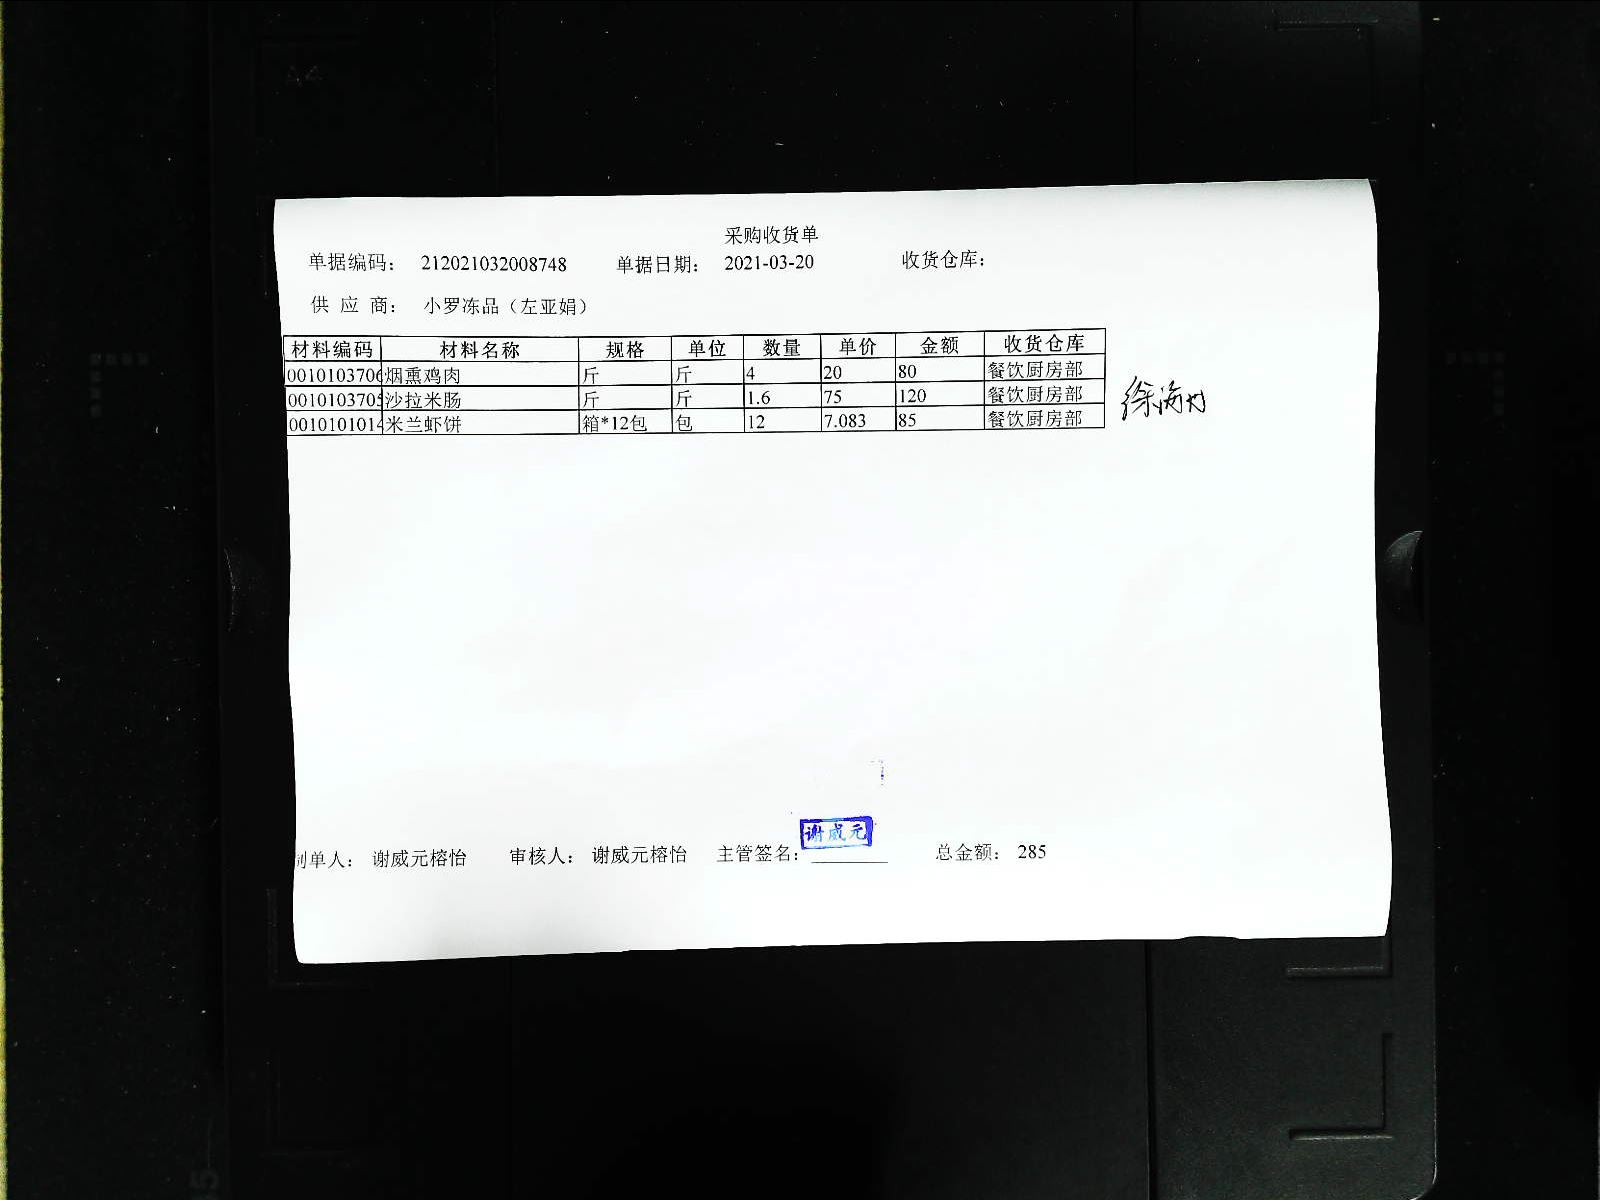 采购收货单
单据编码: 212021032008748 单据日期: 2021-03-20 收货仓库:
供 应 商: 小罗冻品（左亚娟）
材料编码 材料名称 规格 单位 数量 单价 金额 收货仓库
0010103706 烟熏鸡肉 斤 斤 4 20 80 餐饮厨房部
0010103705 沙拉米肠 斤 斤 1.6 75 120 餐饮厨房部
0010101014 米兰虾饼 箱*12包 包 12 7.083 85 餐饮厨房部
谢威元
制单人: 谢威元榕怡 审核人: 谢威元榕怡 主管签名: 总金额: 285
A4